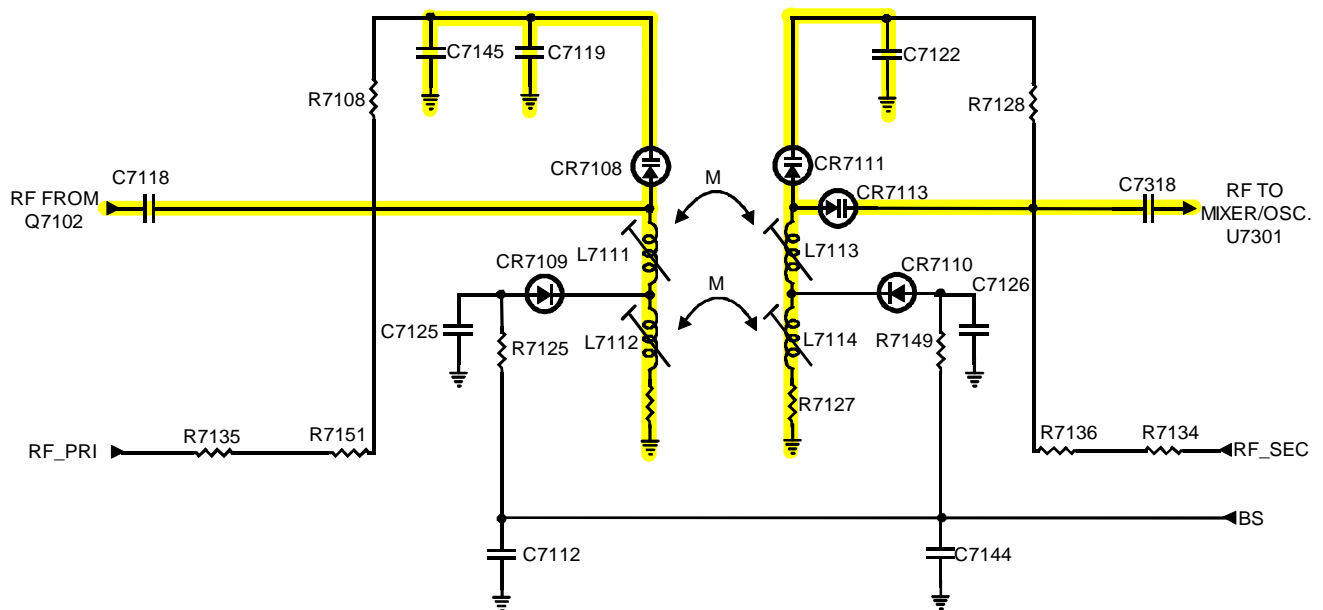 C7145
C7119
C7122
R7108
R7128
CR7108
CR7111
C7118
M
CR7113
C7318
RF FROM
Q7102
RF TO
MIXER/OSC.
U7301
L7111
L7113
CR7109
CR7110
C7126
M
C7125
R7125
L7112
L7114
R7149
R7127
RF_PRI
R7135
R7151
R7136
R7134
RF_SEC
BS
C7112
C7144